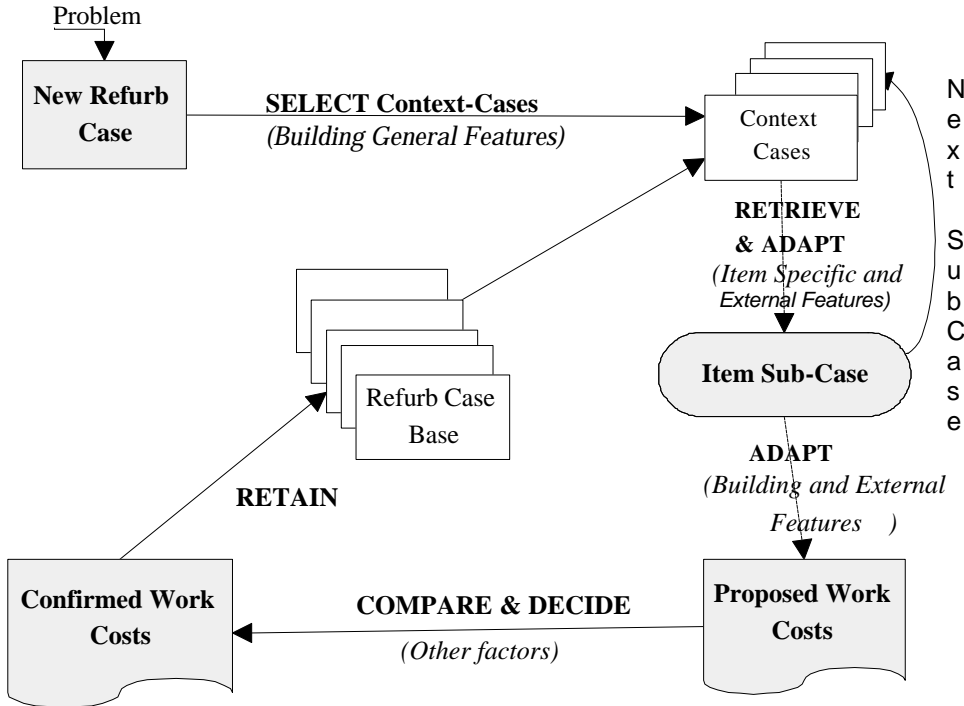 Problem
New Refurb
Case
SELECT Context-Cases
(Building General Features)
Context
Cases
RETRIEVE
& ADAPT
(Item Specific and
External Features)
Next SubCase
Item Sub-Case
Refurb Case
Base
ADAPT
(Building and External
Features )
RETAIN
Confirmed Work
Costs
COMPARE & DECIDE
(Other factors)
Proposed Work
Costs